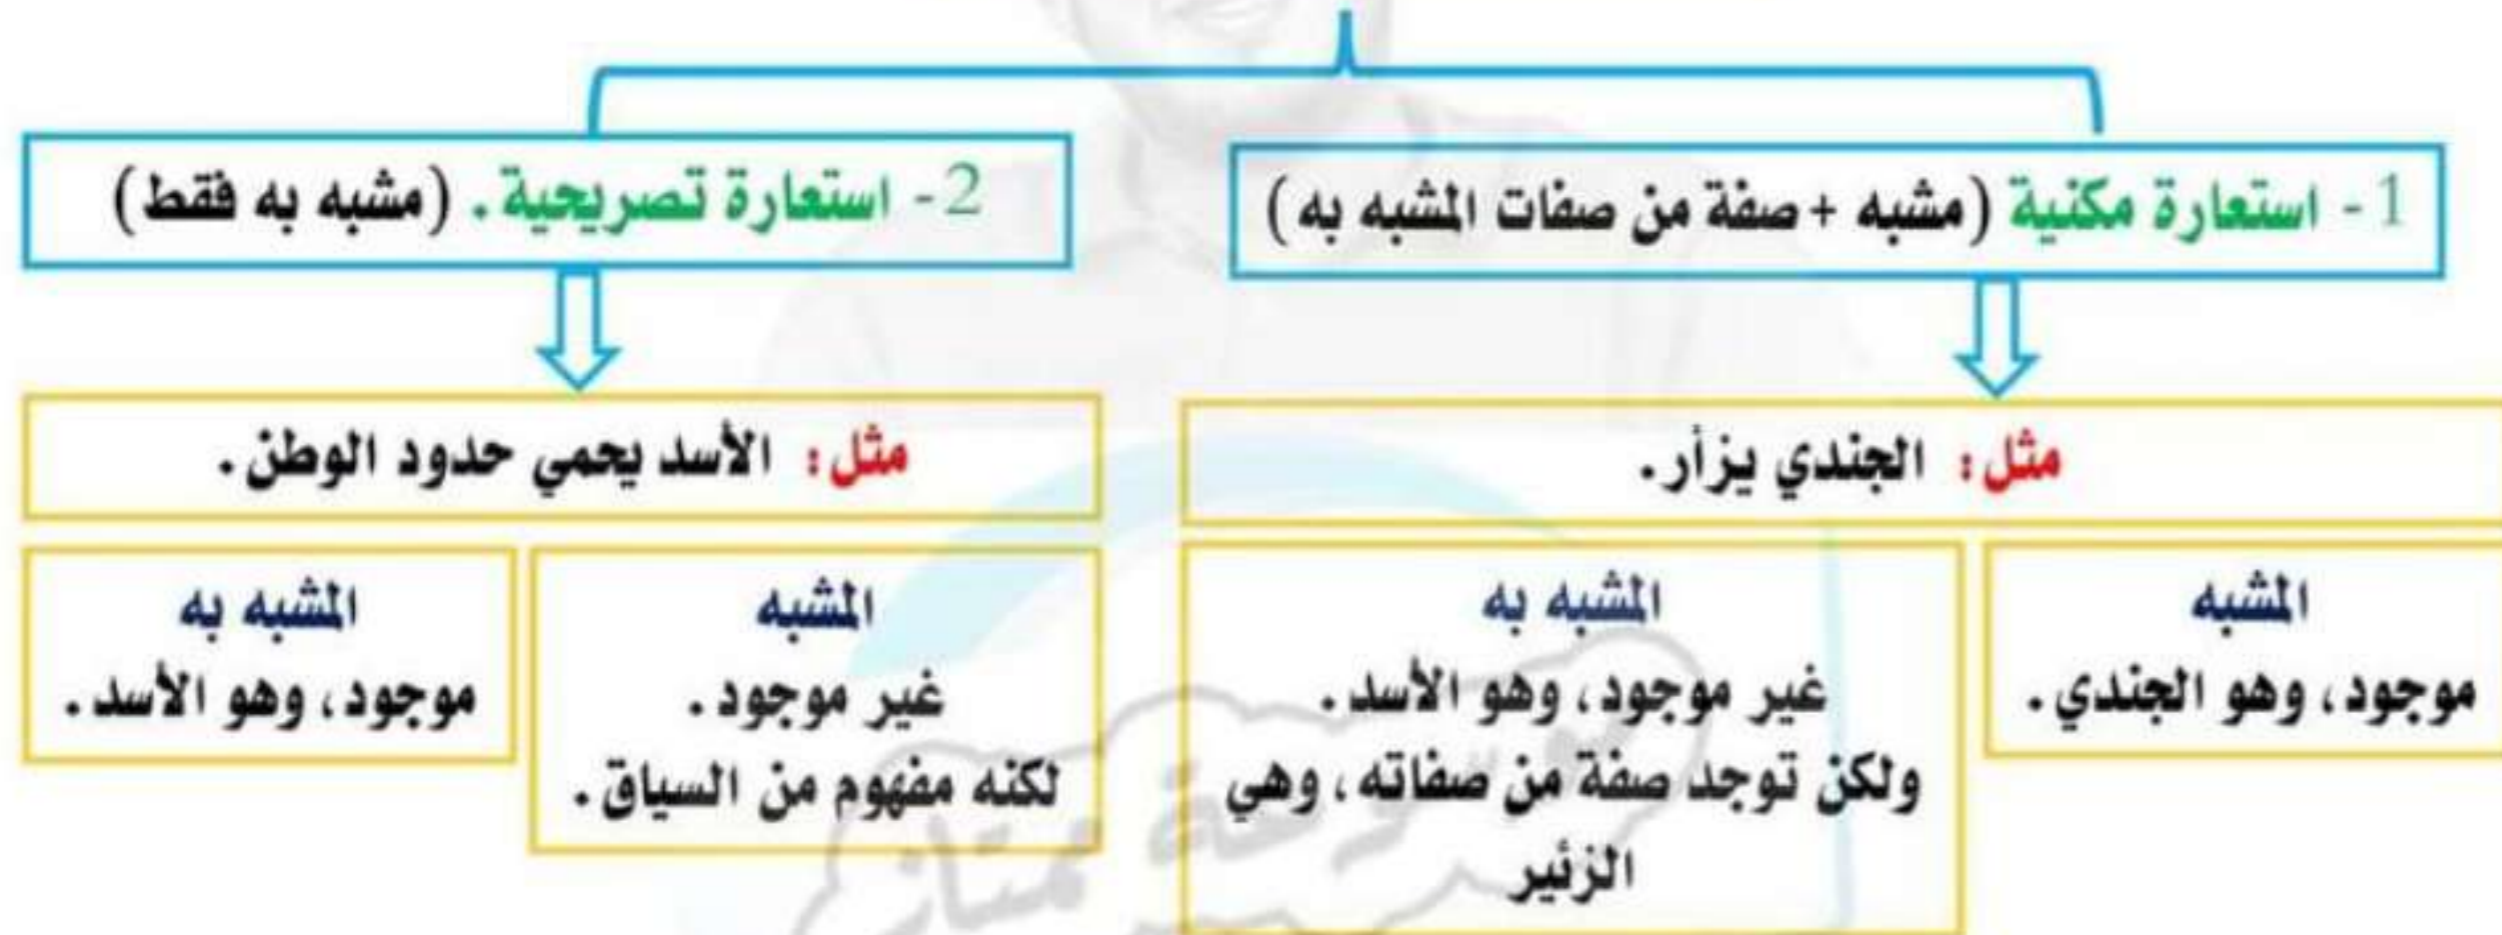 1- استعارة مكنية (مشبه + صفة من صفات المشبه به)
مثل: الجندي يزأر.
المشبه
موجود، وهو الجندي.
المشبه به
غير موجود، وهو الأسد.
ولكن توجد صفة من صفاته، وهي
الزئير
2- استعارة تصريحية. (مشبه به فقط)
مثل: الأسد يحمي حدود الوطن.
المشبه
غير موجود.
لكنه مفهوم من السياق.
المشبه به
موجود، وهو الأسد.